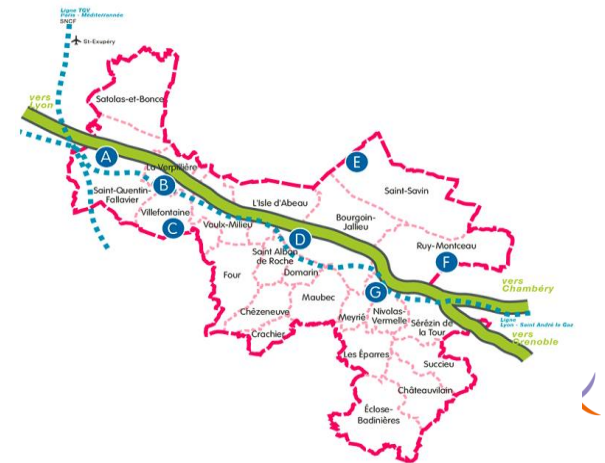 Ligne TGV
Paris - Méditerrannée
SNCF
St-Exupéry
vers
Lyon
Satolas-et-Bonce
A
La Verpillière
B
Saint-Quentin-
Fallavier
Villefontaine
C
Vaulx-Milieu
L'Isle d'Abeau
E
Saint-Savin
Bourgoin-
Jallieu
D
Saint Alban
de Roche
Domarin
Ruy-Montceau
F
Four
Maubec
G
vers
Chambéry
Chèzeneuve
Crachier
Meyrié
Nivolas-
Vermelle
Sérézin de
la Tour
Ligne
Lyon - Saint André le Gaz
vers
Grenoble
Les Éparres
Succieu
Châteauvilain
Éclose-
Badinières